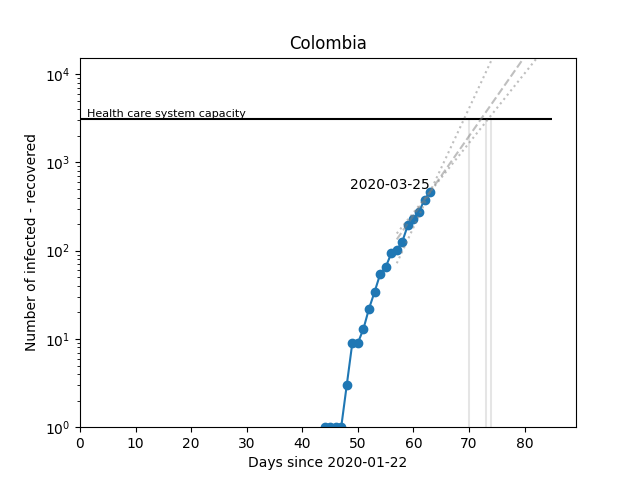 Colombia
10^4
Health care system capacity
10^3
2020-03-25
10^2
10^1
10^0
Number of infected - recovered
0 10 20 30 40 50 60 70 80
Days since 2020-01-22